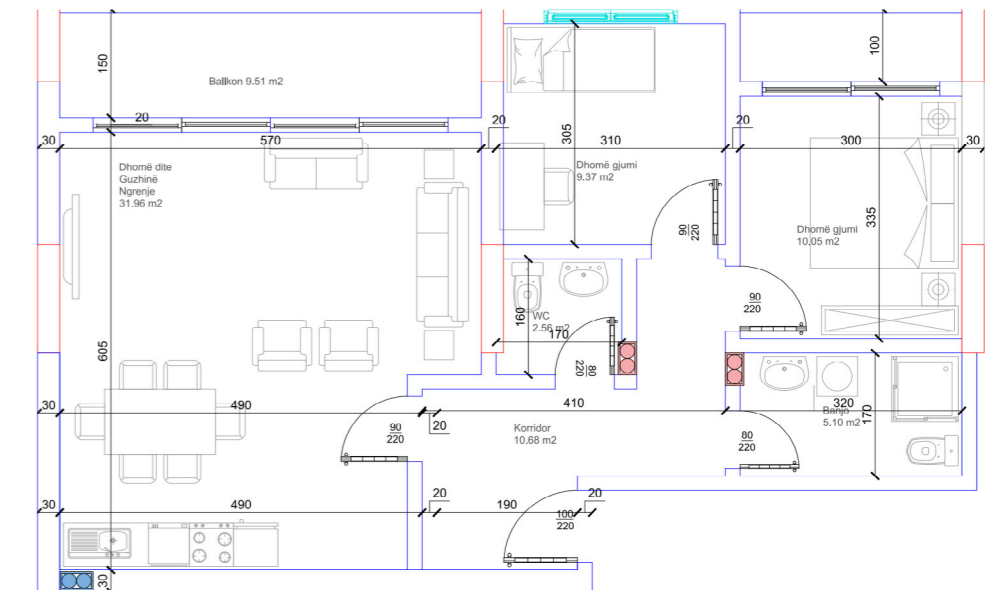 150
100
Ballkon 9.51 m2
20
20
20
30
570
305
310
300
30
Dhomë dite
Guzhinë
Ngrenje
31.96 m2
Dhomë gjumi
9.37 m2
90
220
335
Dhomë gjumi
10.05 m2
90
220
160
WC
2.56 m2
170
80
220
605
30
490
20
410
320
90
220
Korridor
10.68 m2
80
220
Banjo
5.10 m2
170
30
490
20
190
20
100
220
30